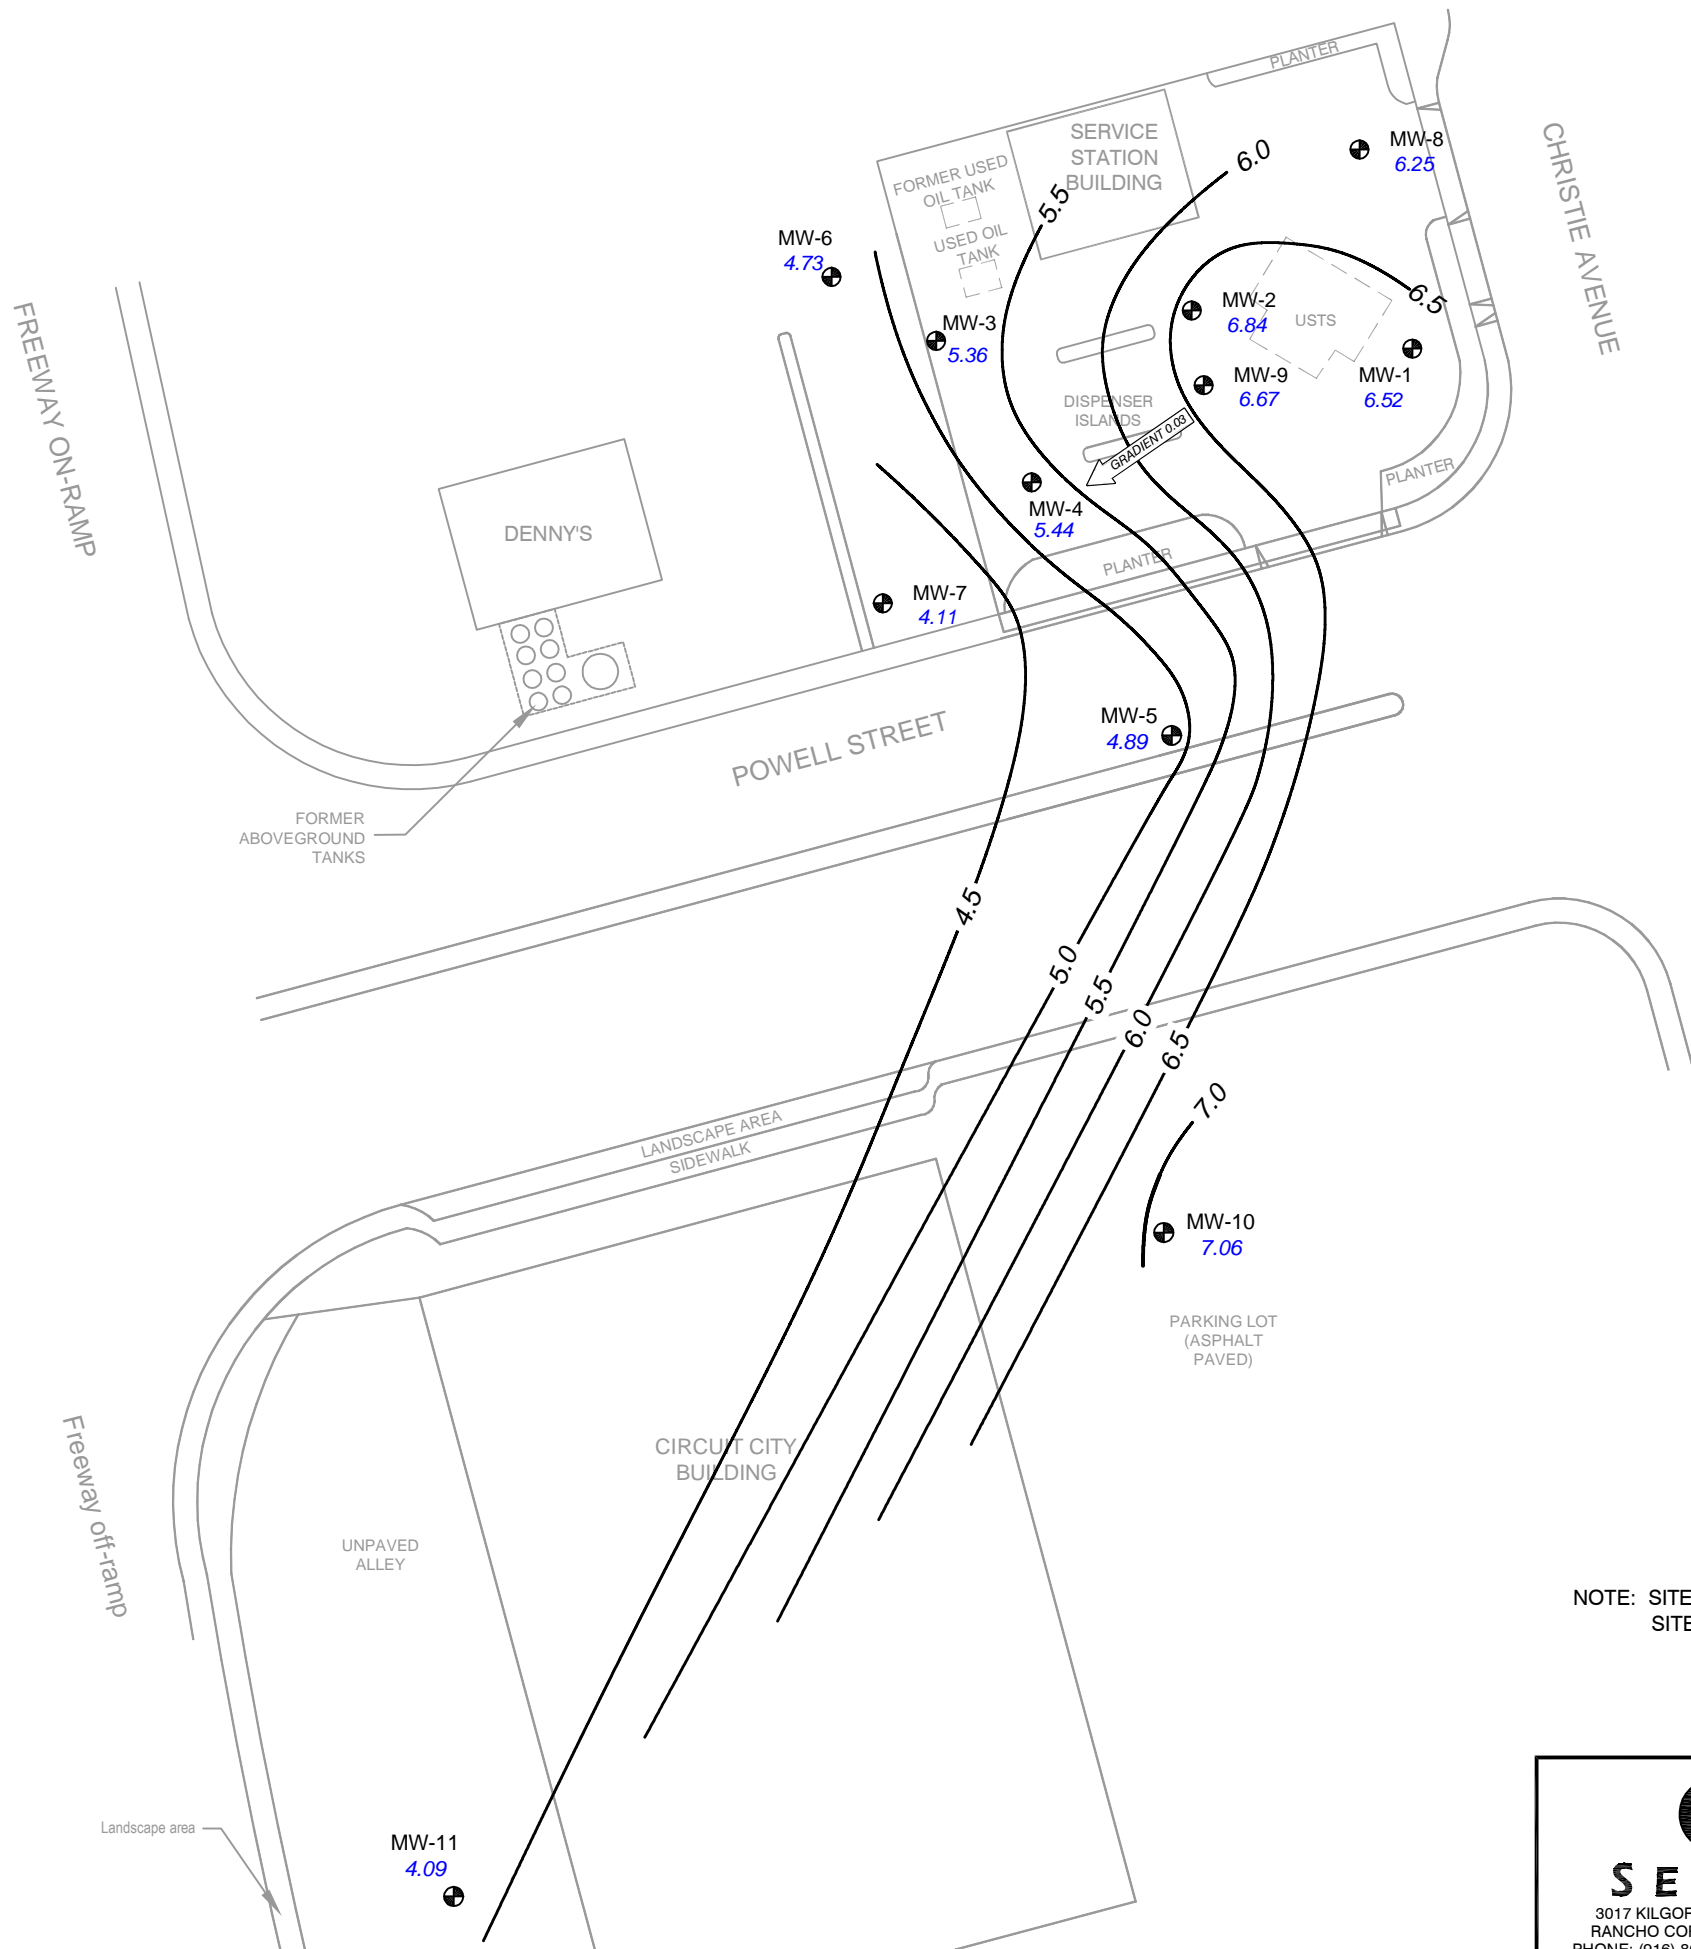 PLANTER
CHRISTIE AVENUE
SERVICE
STATION
BUILDING
6.0
MW-8
6.25
FORMER USED
OIL TANK
5.5
USED OIL
TANK
MW-6
4.73
6.5
MW-2
6.84
USTS
MW-3
5.36
MW-9
6.67
MW-1
6.52
DISPENSER
ISLANDS
GRADIENT 0.03
PLANTER
MW-4
5.44
PLANTER
FREEWAY ON-RAMP
DENNY'S
MW-7
4.11
MW-5
4.89
POWELL STREET
FORMER
ABOVEGROUND
TANKS
4.5
5.0
5.5
6.0
6.5
7.0
LANDSCAPE AREA
SIDEWALK
MW-10
7.06
PARKING LOT
(ASPHALT
PAVED)
CIRCUIT CITY
BUILDING
Freeway off-ramp
UNPAVED
ALLEY
NOTE: SITE
SITE
Landscape area
MW-11
4.09
S E
3017 KILGOR
RANCHO COR